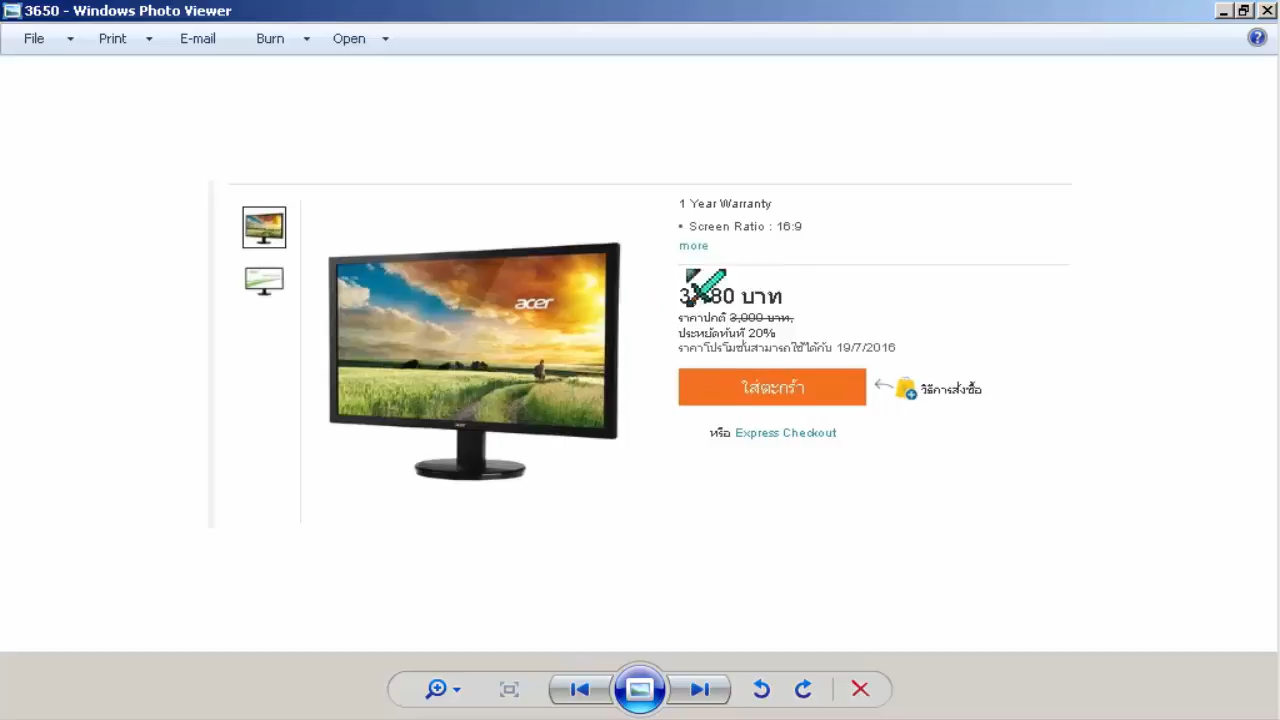 3650 - Windows Photo Viewer
File Print E-mail Burn Open
1 Year Warranty
• Screen Ratio : 16:9
more
80 บาท
ราคาปกติ 3,000 บาท,
ประหยัดทันที 20%
ราคาโปรโมชั่นสามารถใช้ได้กับ 19/7/2016
ใส่ตะกร้า
วิธีการสั่งซื้อ
หรือ Express Checkout
acer
acer